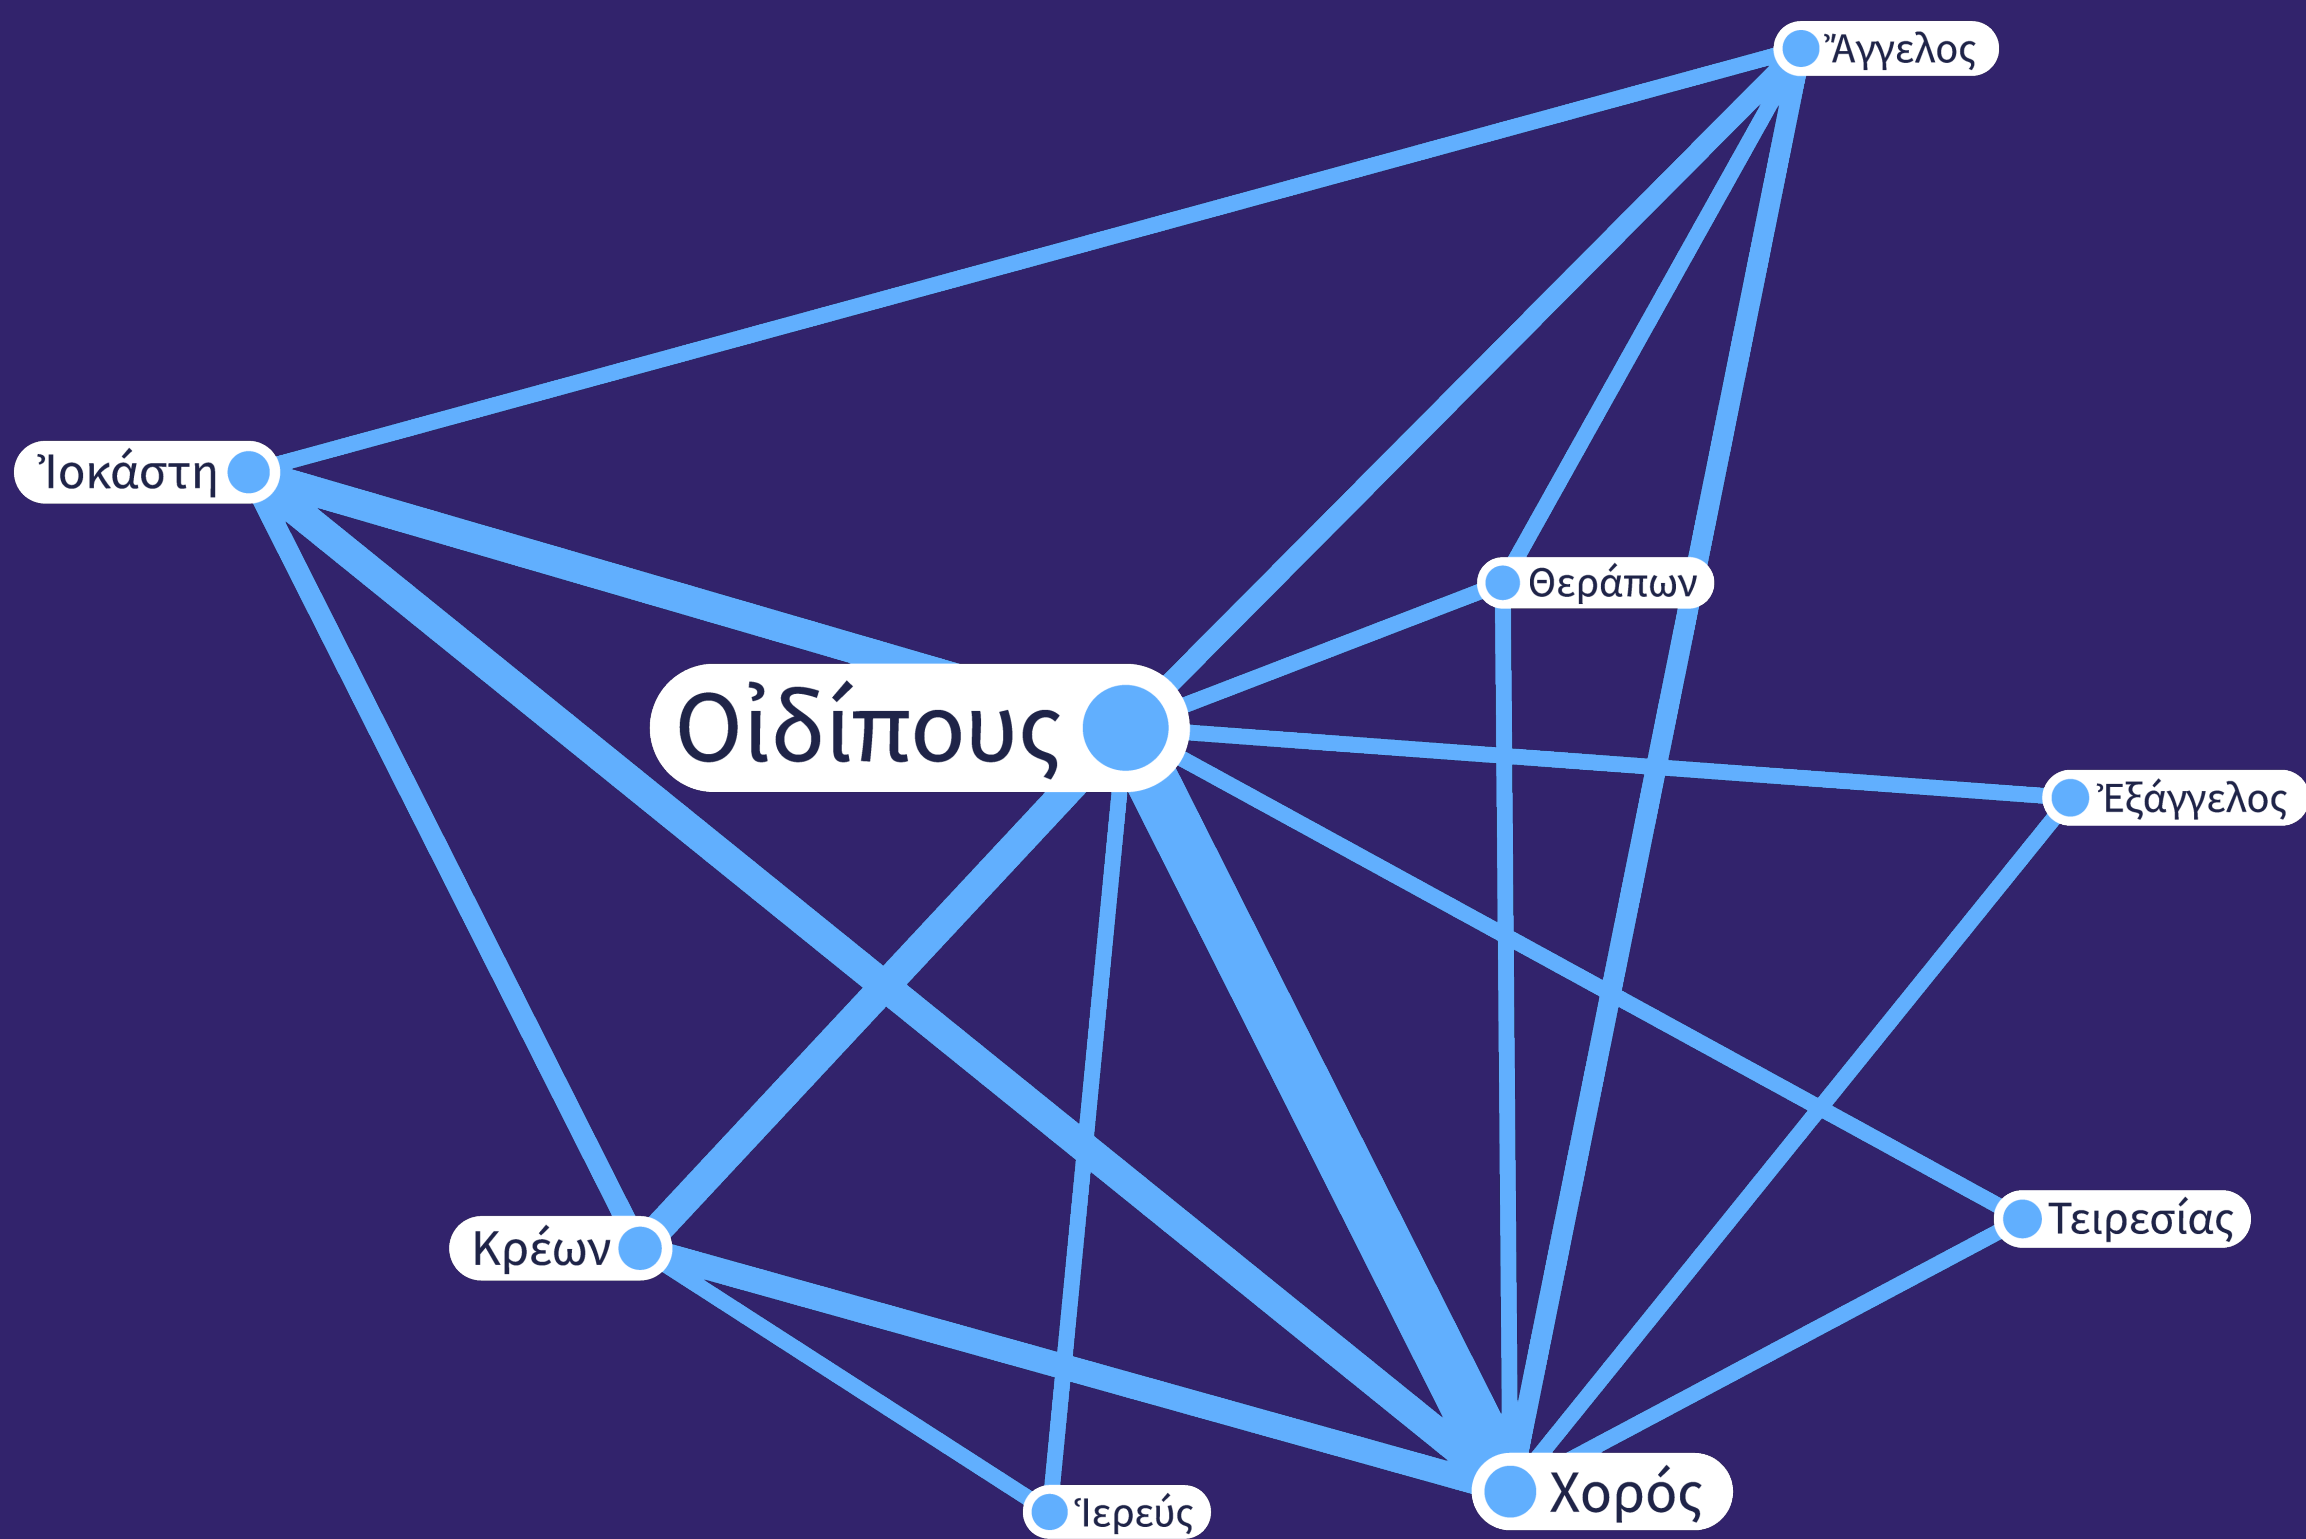 Ἄγγελος
Ἰοκάστη
Θεράπων
Οἰδίπους
Ἐξάγγελος
Τειρεσίας
Κρέων
Χορός
Ἱερεύς